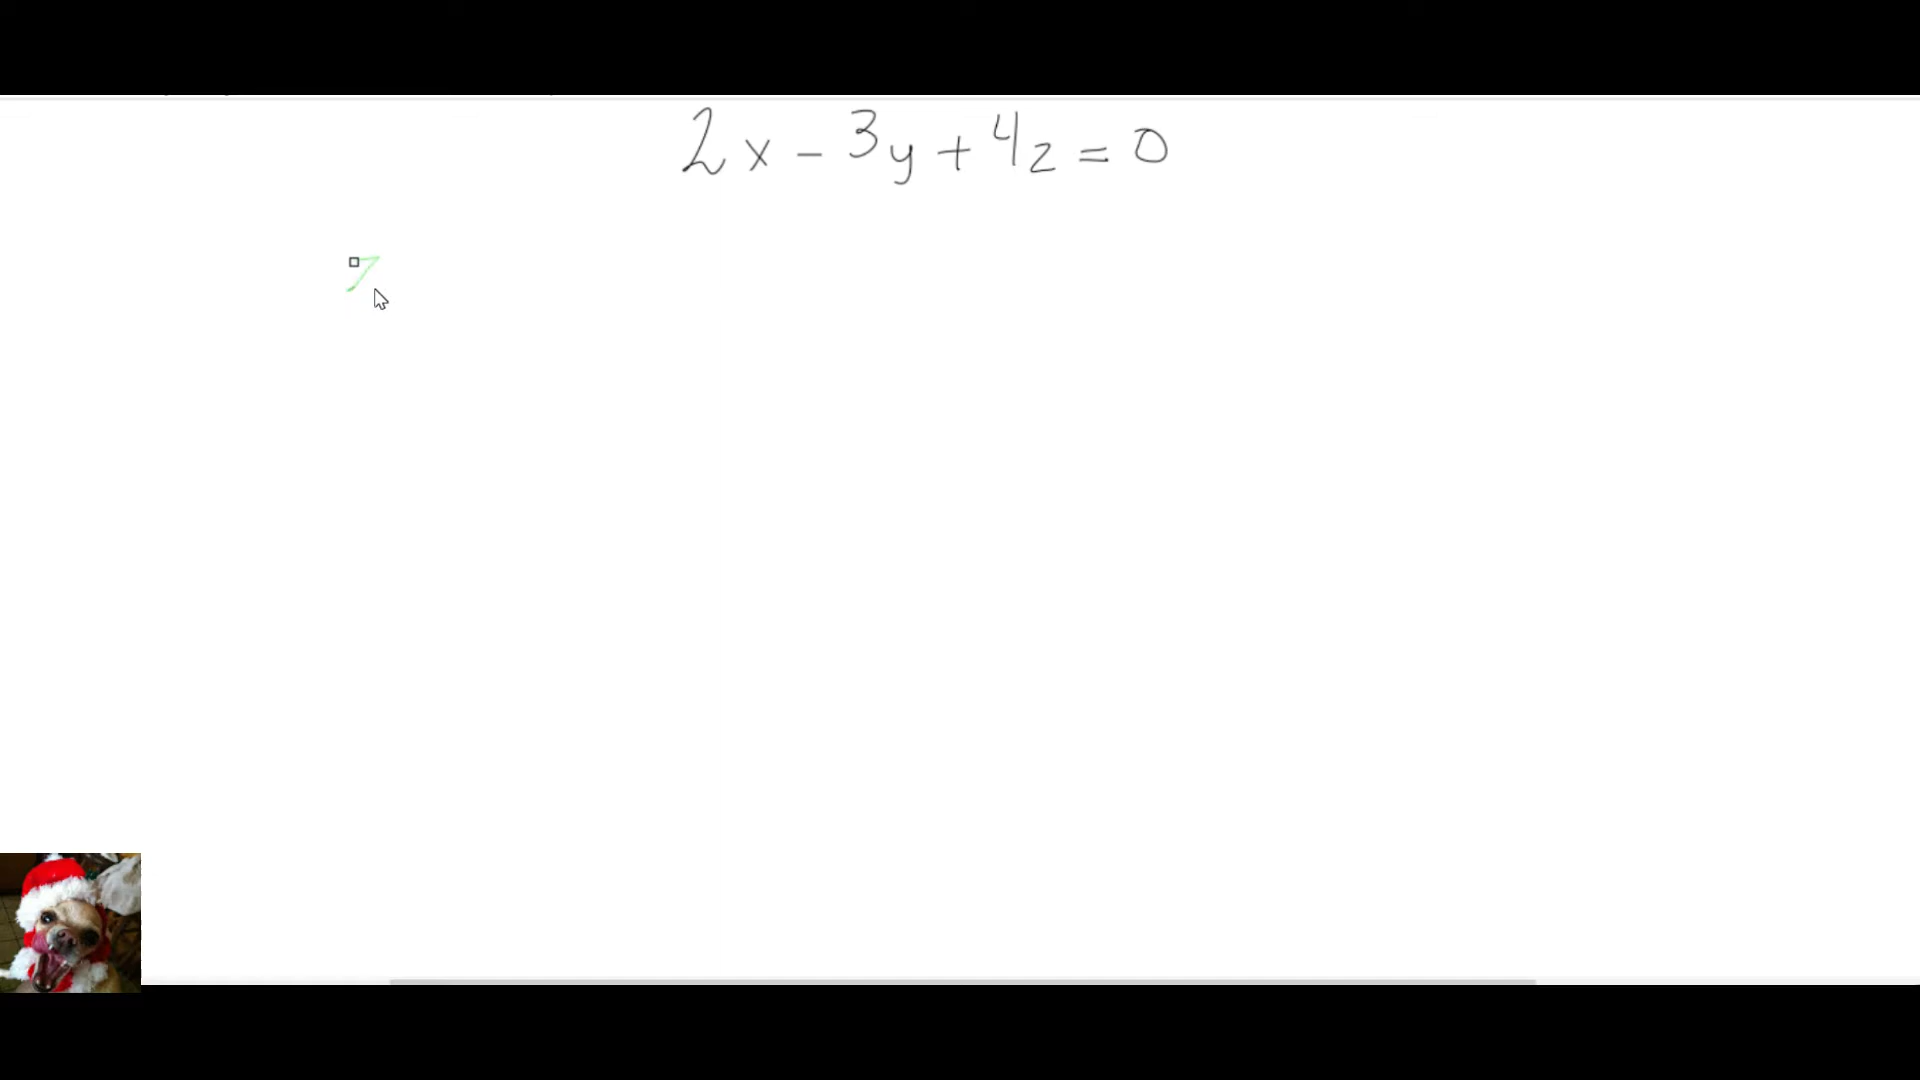 2x - 3y + 4z = 0